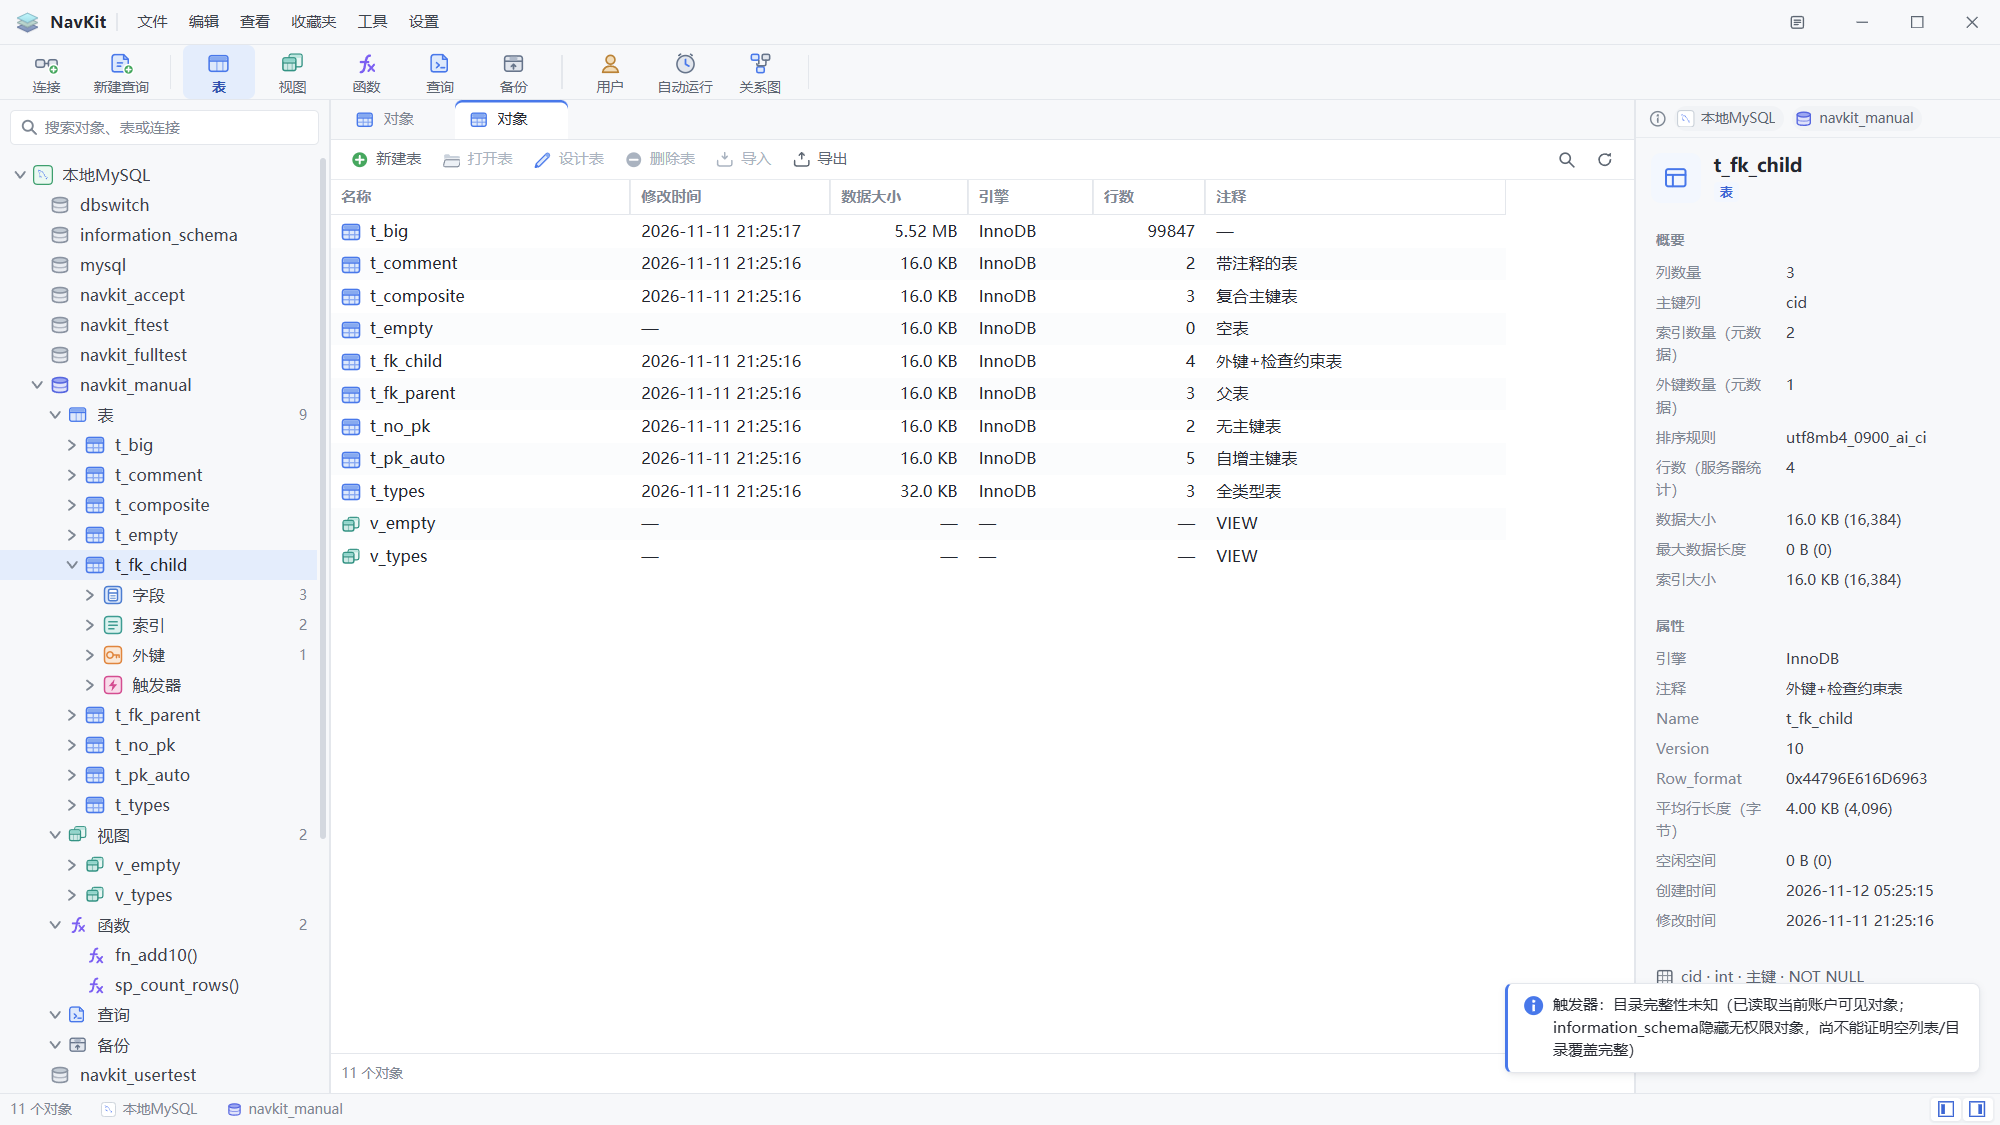 NavKit 文件 编辑 查看 收藏夹 工具 设置
连接 新建查询 表 视图 函数 查询 备份 用户 自动运行 关系图
搜索对象、表或连接
本地MySQL
dbswitch
information_schema
mysql
navkit_accept
navkit_ftest
navkit_fulltest
navkit_manual
表 9
t_big
t_comment
t_composite
t_empty
t_fk_child
字段 3
索引 2
外键 1
触发器
t_fk_parent
t_no_pk
t_pk_auto
t_types
视图 2
v_empty
v_types
函数 2
fn_add10()
sp_count_rows()
查询
备份
navkit_usertest
对象 对象
新建表 打开表 设计表 删除表 导入 导出
名称 修改时间 数据大小 引擎 行数 注释
t_big 2026-11-11 21:25:17 5.52 MB InnoDB 99847 —
t_comment 2026-11-11 21:25:16 16.0 KB InnoDB 2 带注释的表
t_composite 2026-11-11 21:25:16 16.0 KB InnoDB 3 复合主键表
t_empty — 16.0 KB InnoDB 0 空表
t_fk_child 2026-11-11 21:25:16 16.0 KB InnoDB 4 外键+检查约束表
t_fk_parent 2026-11-11 21:25:16 16.0 KB InnoDB 3 父表
t_no_pk 2026-11-11 21:25:16 16.0 KB InnoDB 2 无主键表
t_pk_auto 2026-11-11 21:25:16 16.0 KB InnoDB 5 自增主键表
t_types 2026-11-11 21:25:16 32.0 KB InnoDB 3 全类型表
v_empty — — — — VIEW
v_types — — — — VIEW
11 个对象
本地MySQL navkit_manual
t_fk_child
表
概要
列数量 3
主键列 cid
索引数量（元数 2
据）
外键数量（元数 1
据）
排序规则 utf8mb4_0900_ai_ci
行数（服务器统 4
计）
数据大小 16.0 KB (16,384)
最大数据长度 0 B (0)
索引大小 16.0 KB (16,384)
属性
引擎 InnoDB
注释 外键+检查约束表
Name t_fk_child
Version 10
Row_format 0x44796E616D6963
平均行长度（字 4.00 KB (4,096)
节）
空闲空间 0 B (0)
创建时间 2026-11-12 05:25:15
修改时间 2026-11-11 21:25:16
cid · int · 主键 · NOT NULL
触发器：目录完整性未知（已读取当前账户可见对象；
information_schema隐藏无权限对象，尚不能证明空列表/目
录覆盖完整）
11 个对象 本地MySQL navkit_manual